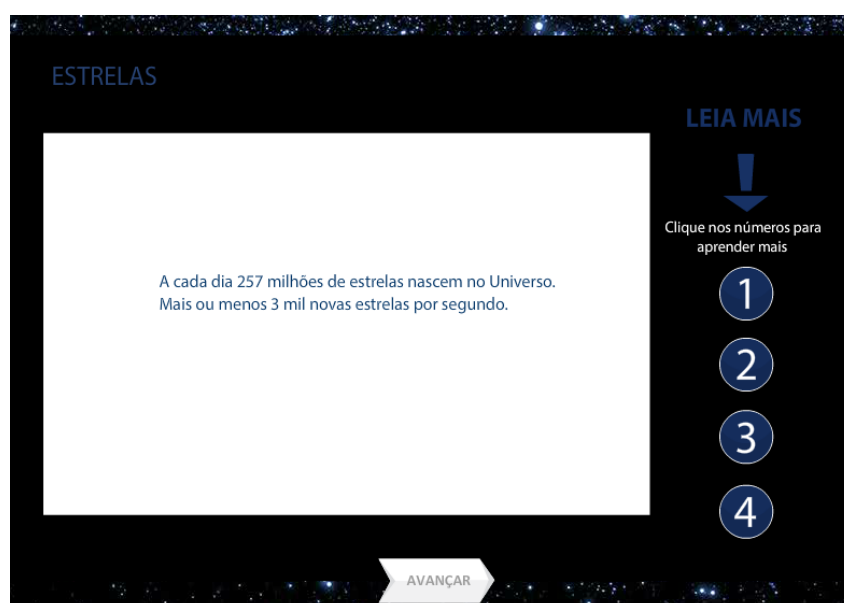 ESTRELAS
LEIA MAIS
Clique nos números para
aprender mais
A cada dia 257 milhões de estrelas nascem no Universo.
Mais ou menos 3 mil novas estrelas por segundo.
1
2
3
4
AVANÇAR